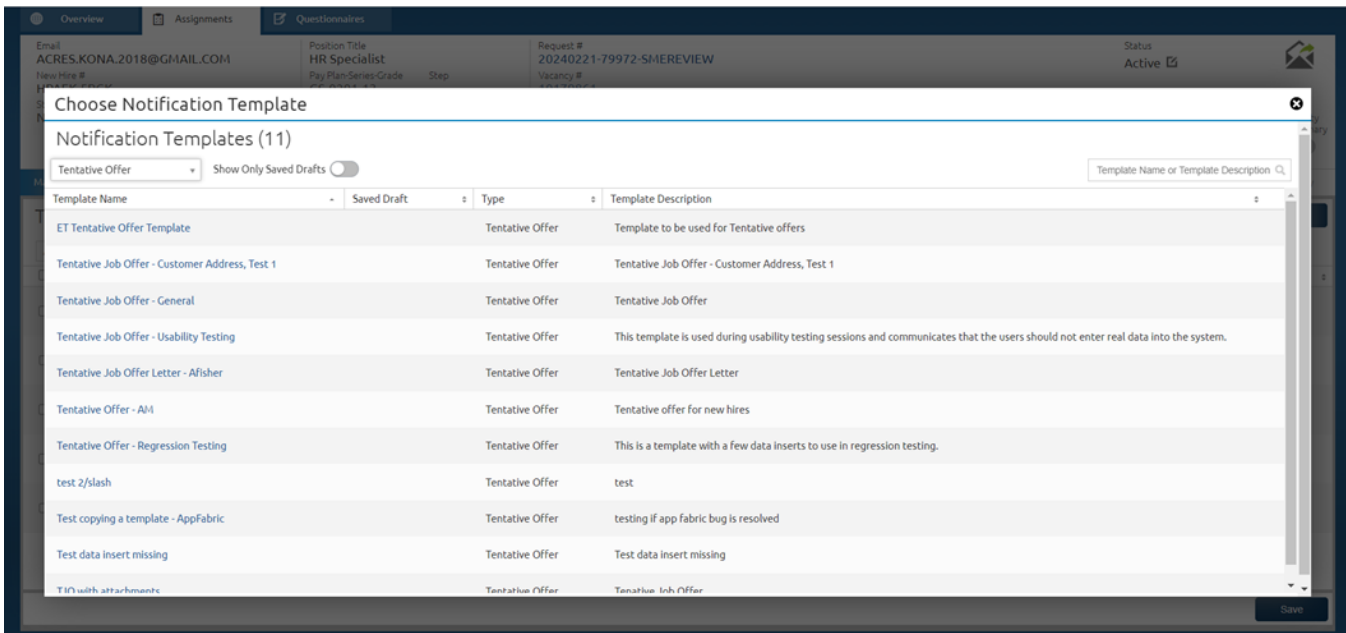 Overview Assignments Questionnaires
Email Position Title Request # Status
ACRES.KONA.2018@GMAIL.COM HR Specialist 20240221-79972-SMEREVIEW Active
New Hire # Pay Plan-Series-Grade Step Vacancy #
Choose Notification Template
Notification Templates (11)
Tentative Offer Show Only Saved Drafts Template Name or Template Description
Template Name Saved Draft Type Template Description
ET Tentative Offer Template Tentative Offer Template to be used for Tentative offers
Tentative Job Offer - Customer Address, Test 1 Tentative Offer Tentative Job Offer - Customer Address, Test 1
Tentative Job Offer - General Tentative Offer Tentative Job Offer
Tentative Job Offer - Usability Testing Tentative Offer This template is used during usability testing sessions and communicates that the users should not enter real data into the system.
Tentative Job Offer Letter - Afisher Tentative Offer Tentative Job Offer Letter
Tentative Offer - AM Tentative Offer Tentative offer for new hires
Tentative Offer - Regression Testing Tentative Offer This is a template with a few data inserts to use in regression testing.
test 2/slash Tentative Offer test
Test copying a template - AppFabric Tentative Offer testing if app fabric bug is resolved
Test data insert missing Tentative Offer Test data insert missing
TJO with attachments Tentative Offer Tenative Job Offer
Save